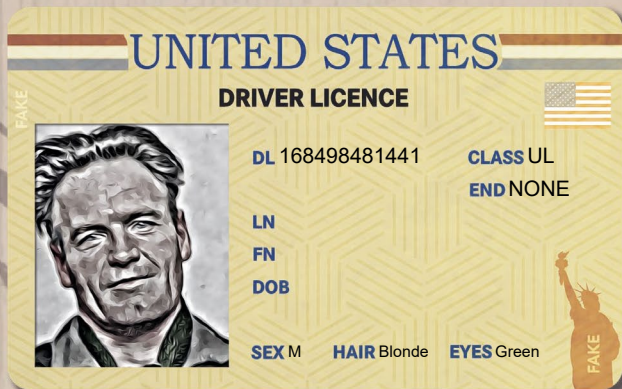 UNITED STATES
DRIVER LICENCE
FAKE
DL 168498481441 CLASS UL
END NONE
LN
FN
DOB
SEX M HAIR Blonde EYES Green
FAKE